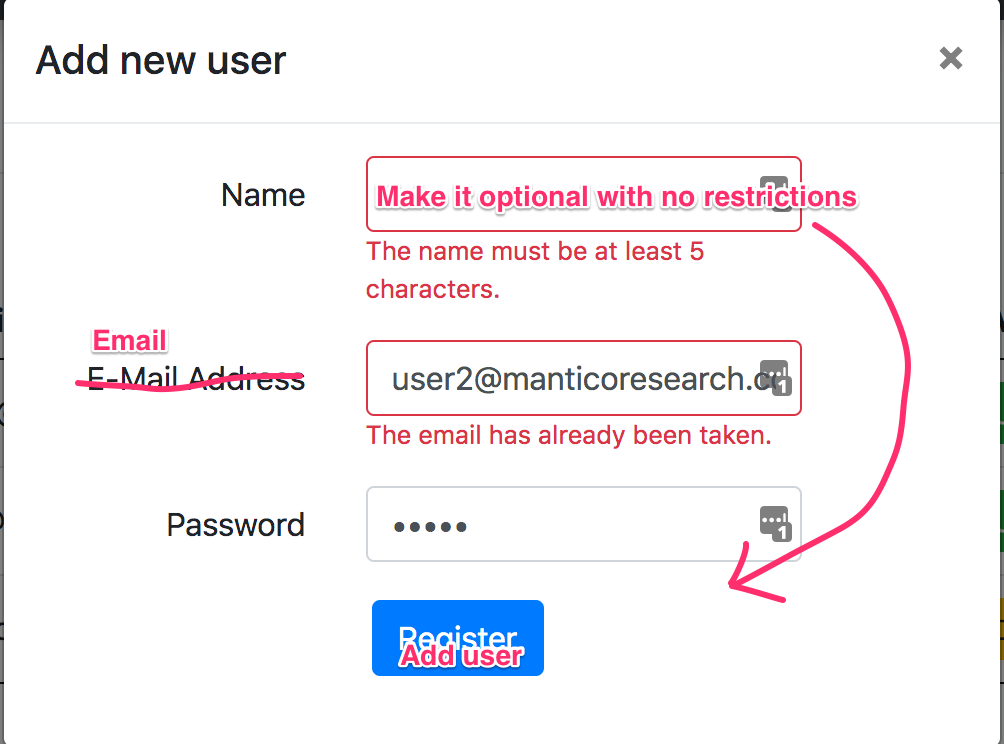 Add new user
Name
Make it optional with no restrictions
The name must be at least 5
characters.
Email
E-Mail Address
user2@manticoresearch.c
The email has already been taken.
Password
1
Register
Add user